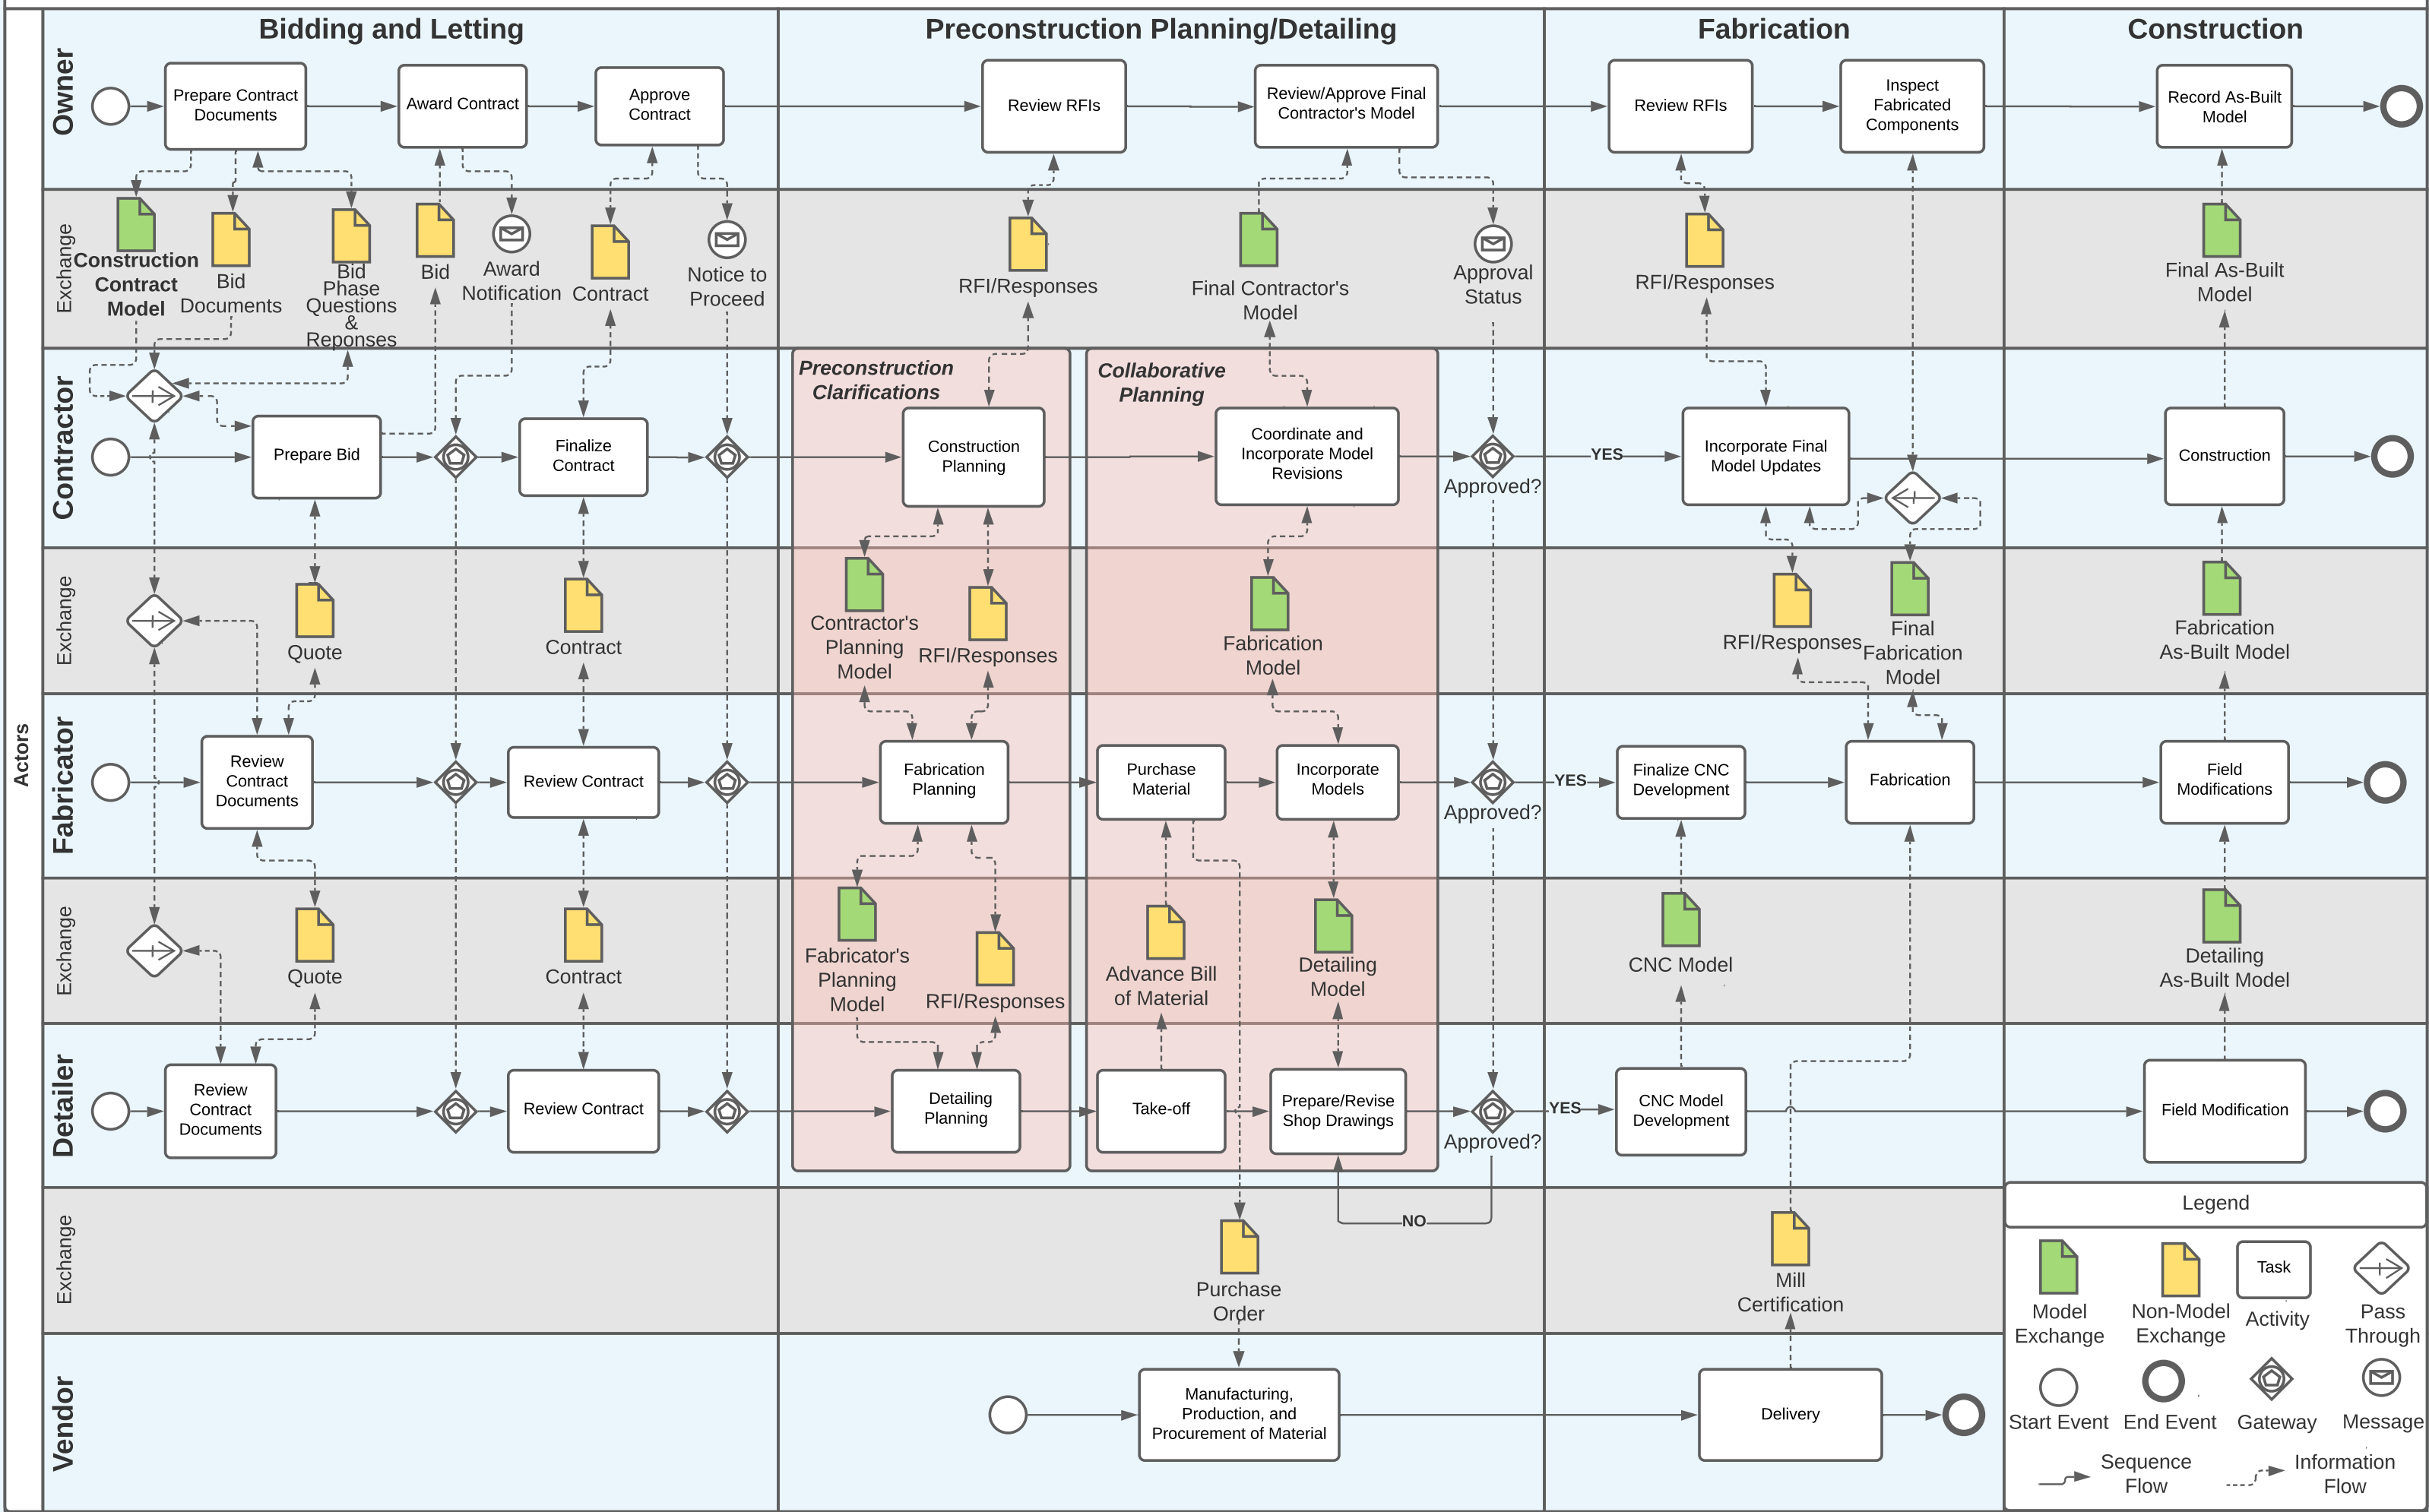 Bidding and Letting
Preconstruction Planning/Detailing
Fabrication
Construction
Actors
Owner
Prepare Contract
Documents
Award Contract
Approve
Contract
Review RFIs
Review/Approve Final
Contractor's Model
Review RFIs
Inspect
Fabricated
Components
Record As-Built
Model
Exchange
Construction
Contract
Model
Bid
Documents
Bid
Phase
Questions
&
Reponses
Bid
Award
Notification
Contract
Notice to
Proceed
RFI/Responses
Final Contractor's
Model
Approval
Status
RFI/Responses
Final As-Built
Model
Contractor
Prepare Bid
Finalize
Contract
Preconstruction
Clarifications
Construction
Planning
Collaborative
Planning
Coordinate and
Incorporate Model
Revisions
Approved?
YES
Incorporate Final
Model Updates
Construction
Exchange
Quote
Contract
Contractor's
Planning
Model
RFI/Responses
Fabrication
Model
RFI/Responses
Final
Fabrication
Model
Fabrication
As-Built Model
Fabricator
Review
Contract
Documents
Review Contract
Fabrication
Planning
Purchase
Material
Incorporate
Models
Approved?
YES
Finalize CNC
Development
Fabrication
Field
Modifications
Exchange
Quote
Contract
Fabricator's
Planning
Model
RFI/Responses
Advance Bill
of Material
Detailing
Model
CNC Model
Detailing
As-Built Model
Detailer
Review
Contract
Documents
Review Contract
Detailing
Planning
Take-off
Prepare/Revise
Shop Drawings
Approved?
YES
CNC Model
Development
Field Modification
Exchange
NO
Purchase
Order
Mill
Certification
Vendor
Manufacturing,
Production, and
Procurement of Material
Delivery
Legend
Model
Exchange
Non-Model
Exchange
Task
Activity
Pass
Through
Start Event
End Event
Gateway
Message
Sequence
Flow
Information
Flow